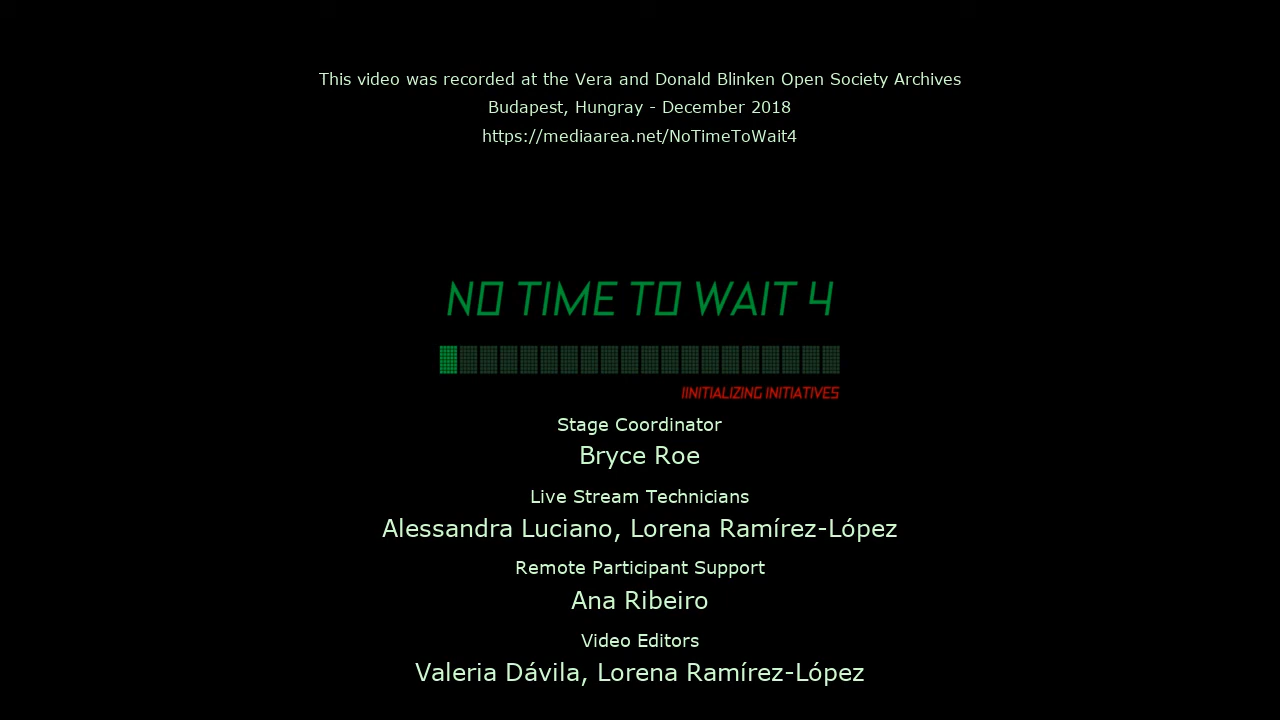 This video was recorded at the Vera and Donald Blinken Open Society Archives
Budapest, Hungray - December 2018
https://mediaarea.net/NoTimeToWait4
NO TIME TO WAIT 4
IINITIALIZING INITIATIVES
Stage Coordinator
Bryce Roe
Live Stream Technicians
Alessandra Luciano, Lorena Ramírez-López
Remote Participant Support
Ana Ribeiro
Video Editors
Valeria Dávila, Lorena Ramírez-López